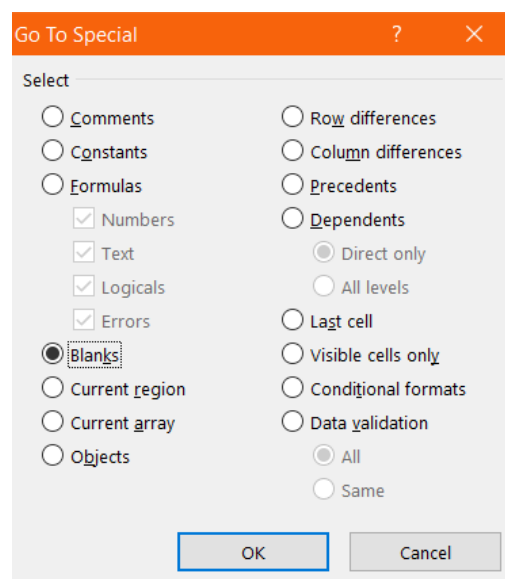 Go To Special ? ×
Select
Comments
Constants
Formulas
Numbers
Text
Logicals
Errors
Blanks
Current region
Current array
Objects
Row differences
Column differences
Precedents
Dependents
Direct only
All levels
Last cell
Visible cells only
Conditional formats
Data validation
All
Same
OK
Cancel